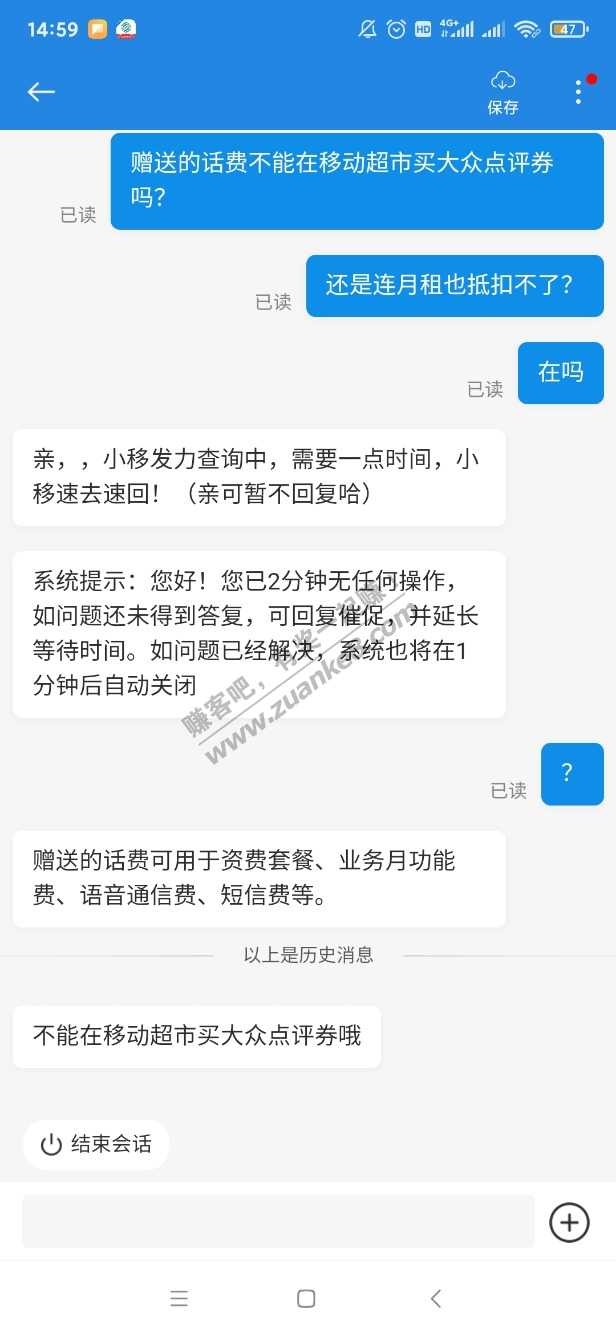 14:59
HD 4G+ 47
保存
赠送的话费不能在移动超市买大众点评券
吗？
已读
还是连月租也抵扣不了？
已读
在吗
已读
亲，，小移发力查询中，需要一点时间，小
移速去速回！（亲可暂不回复哈）
系统提示：您好！您已2分钟无任何操作，
如问题还未得到答复，可回复催促，并延长
等待时间。如问题已经解决，系统也将在1
分钟后自动关闭
赚客吧，有奖一起赚！
www.zuanke8.com
？
已读
赠送的话费可用于资费套餐、业务月功能
费、语音通信费、短信费等。
以上是历史消息
不能在移动超市买大众点评券哦
结束会话